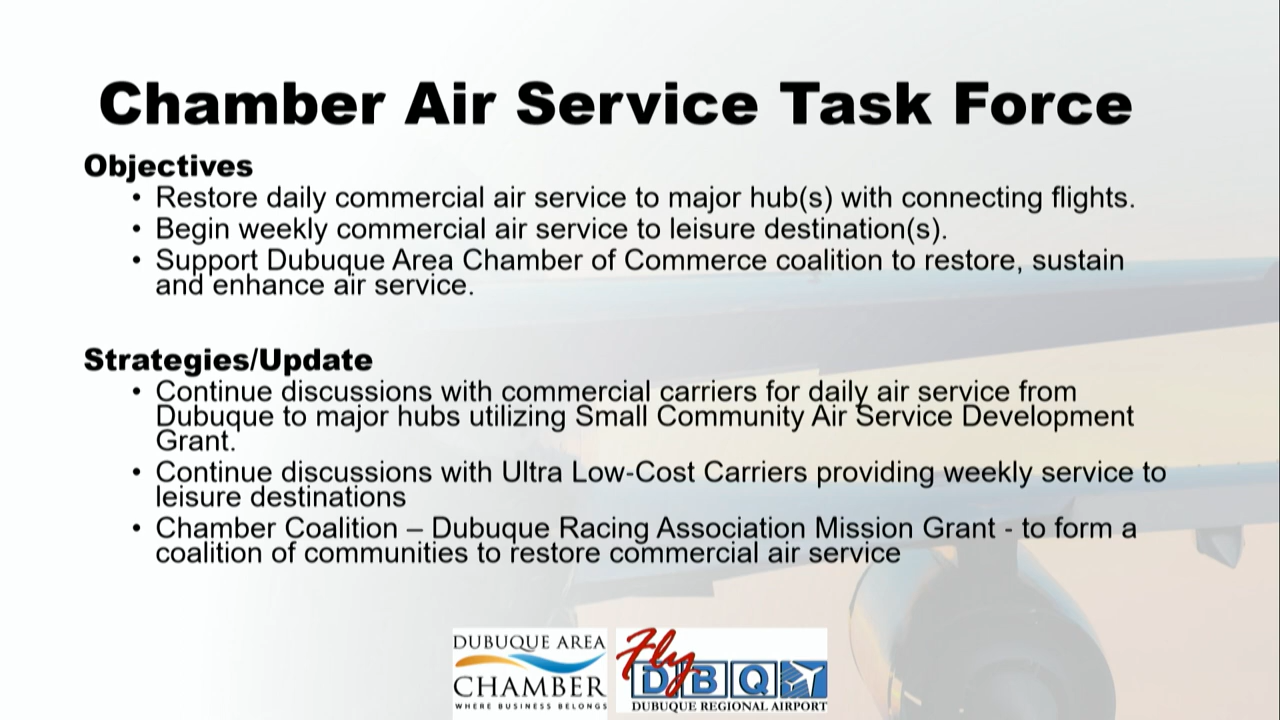 Chamber Air Service Task Force
Objectives
• Restore daily commercial air service to major hub(s) with connecting flights.
• Begin weekly commercial air service to leisure destination(s).
• Support Dubuque Area Chamber of Commerce coalition to restore, sustain
and enhance air service.
Strategies/Update
• Continue discussions with commercial carriers for daily air service from
Dubuque to major hubs utilizing Small Community Air Service Development
Grant.
• Continue discussions with Ultra Low-Cost Carriers providing weekly service to
leisure destinations
• Chamber Coalition – Dubuque Racing Association Mission Grant - to form a
coalition of communities to restore commercial air service
DUBUQUE AREA
CHAMBER
WHERE BUSINESS BELONGS
Fly
DBQ
DUBUQUE REGIONAL AIRPORT